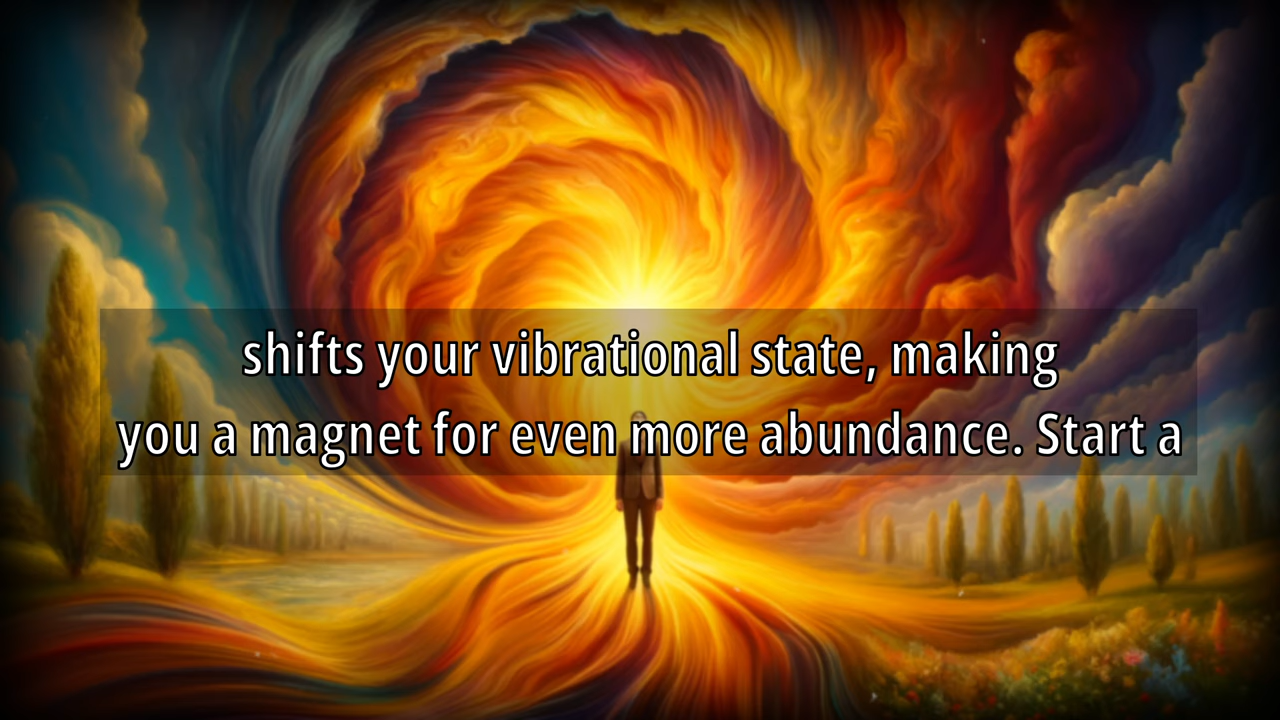 shifts your vibrational state, making
you a magnet for even more abundance. Start a